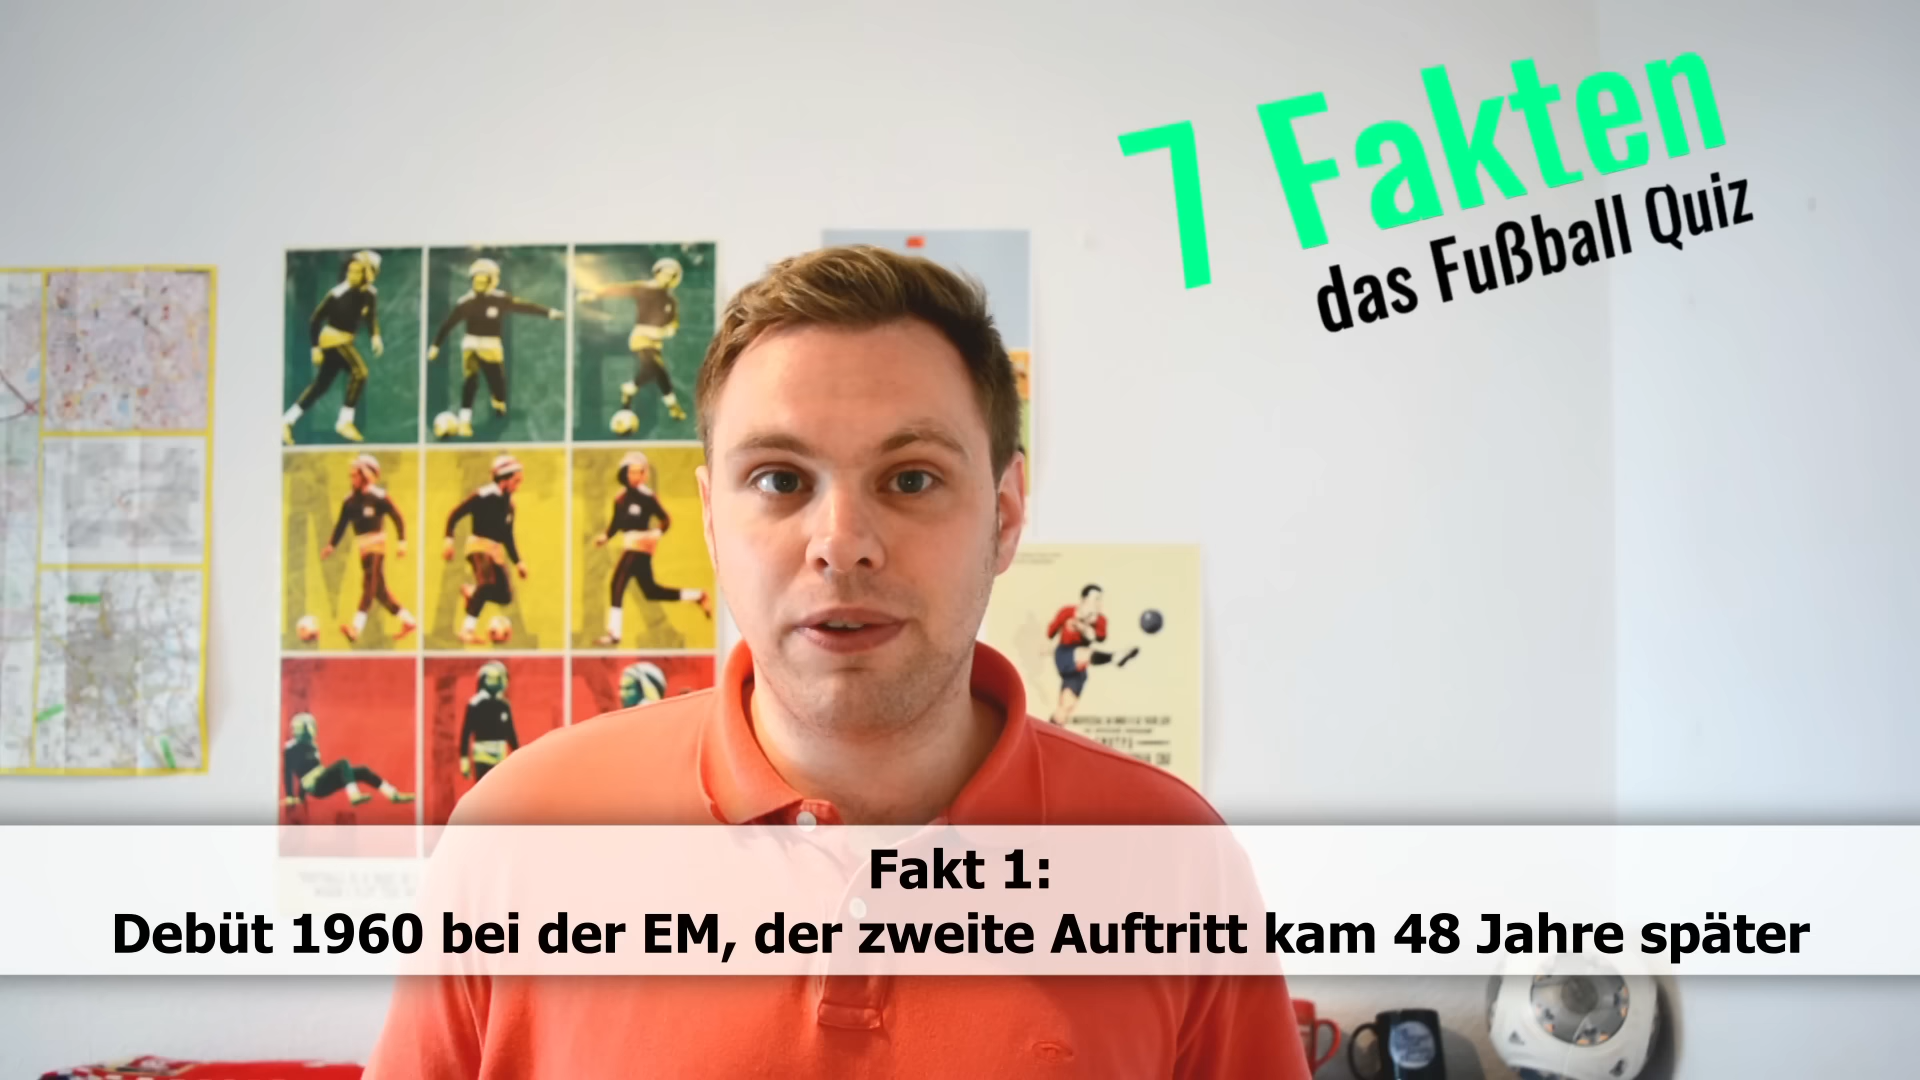 7 Fakten
das Fußball Quiz
Fakt 1:
Debüt 1960 bei der EM, der zweite Auftritt kam 48 Jahre später